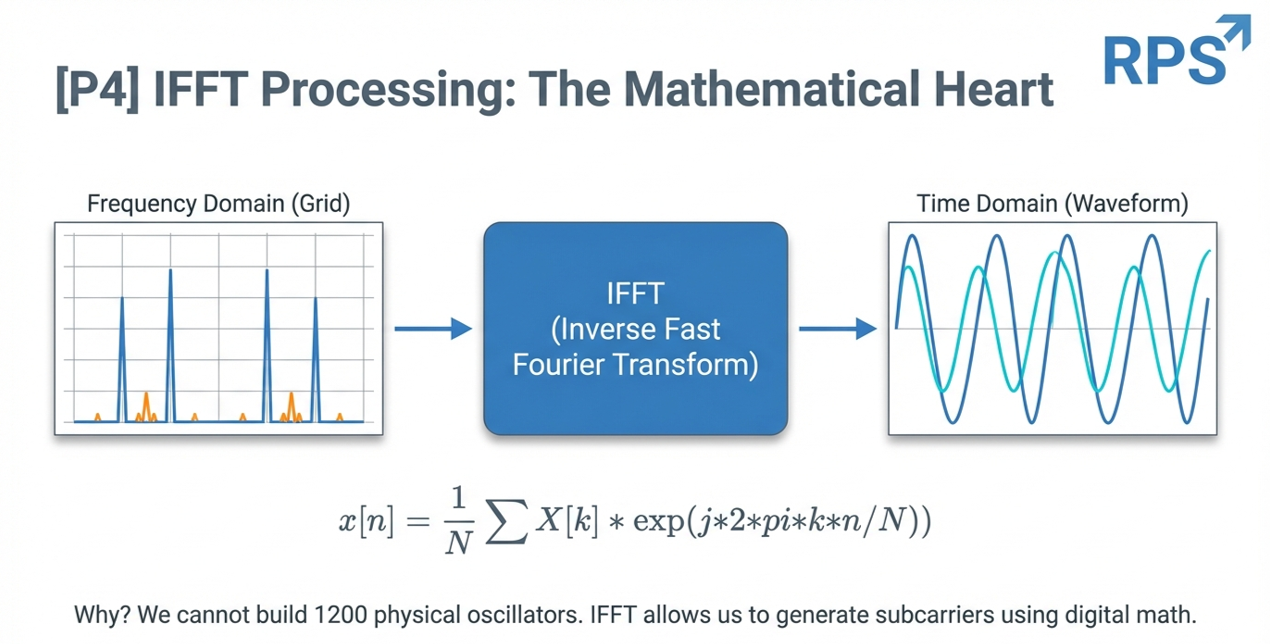 RPS
[P4] IFFT Processing: The Mathematical Heart
Frequency Domain (Grid)
IFFT
(Inverse Fast
Fourier Transform)
Time Domain (Waveform)
x[n] = 1/N ∑ X[k] * exp(j*2*pi*k*n/N))
Why? We cannot build 1200 physical oscillators. IFFT allows us to generate subcarriers using digital math.